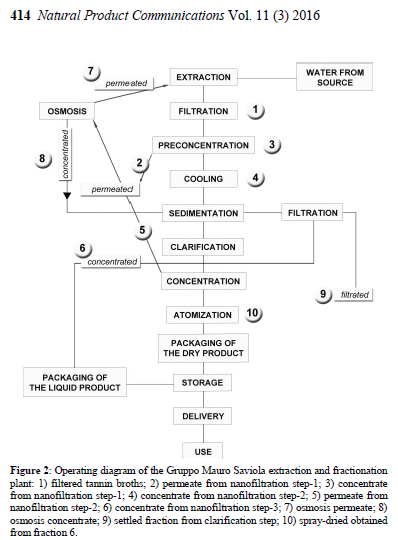 414 Natural Product Communications Vol. 11 (3) 2016
7
permeated
EXTRACTION
WATER FROM
SOURCE
OSMOSIS
FILTRATION
1
concentrated
8
PRECONCENTRATION
3
2
permeated
COOLING
4
SEDIMENTATION
FILTRATION
5
6
concentrated
CLARIFICATION
CONCENTRATION
9
filtrated
ATOMIZATION
10
PACKAGING OF
THE DRY PRODUCT
PACKAGING OF
THE LIQUID PRODUCT
STORAGE
DELIVERY
USE
Figure 2: Operating diagram of the Gruppo Mauro Saviola extraction and fractionation
plant: 1) filtered tannin broths; 2) permeate from nanofiltration step-1; 3) concentrate
from nanofiltration step-1; 4) concentrate from nanofiltration step-2; 5) permeate from
nanofiltration step-2; 6) concentrate from nanofiltration step-3; 7) osmosis permeate; 8)
osmosis concentrate; 9) settled fraction from clarification step; 10) spray-dried obtained
from fraction 6.